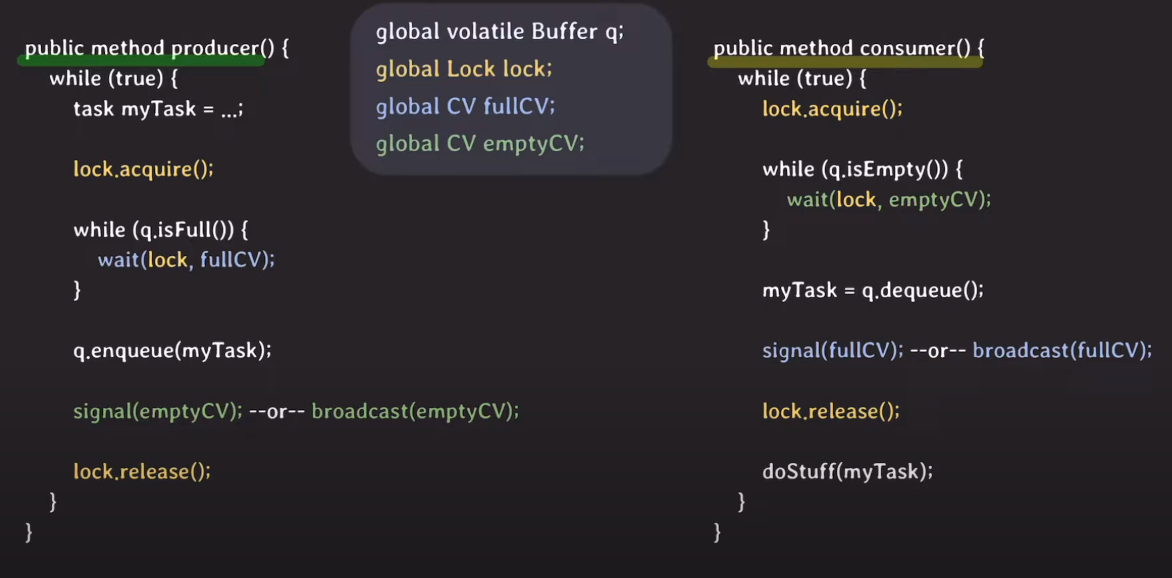 public method producer() {
while (true) {
task myTask = ...;
lock.acquire();
while (q.isFull()) {
wait(lock, fullCV);
}
q.enqueue(myTask);
signal(emptyCV); --or-- broadcast(emptyCV);
lock.release();
}
}
global volatile Buffer q;
global Lock lock;
global CV fullCV;
global CV emptyCV;
public method consumer() {
while (true) {
lock.acquire();
while (q.isEmpty()) {
wait(lock, emptyCV);
}
myTask = q.dequeue();
signal(fullCV); --or-- broadcast(fullCV);
lock.release();
doStuff(myTask);
}
}